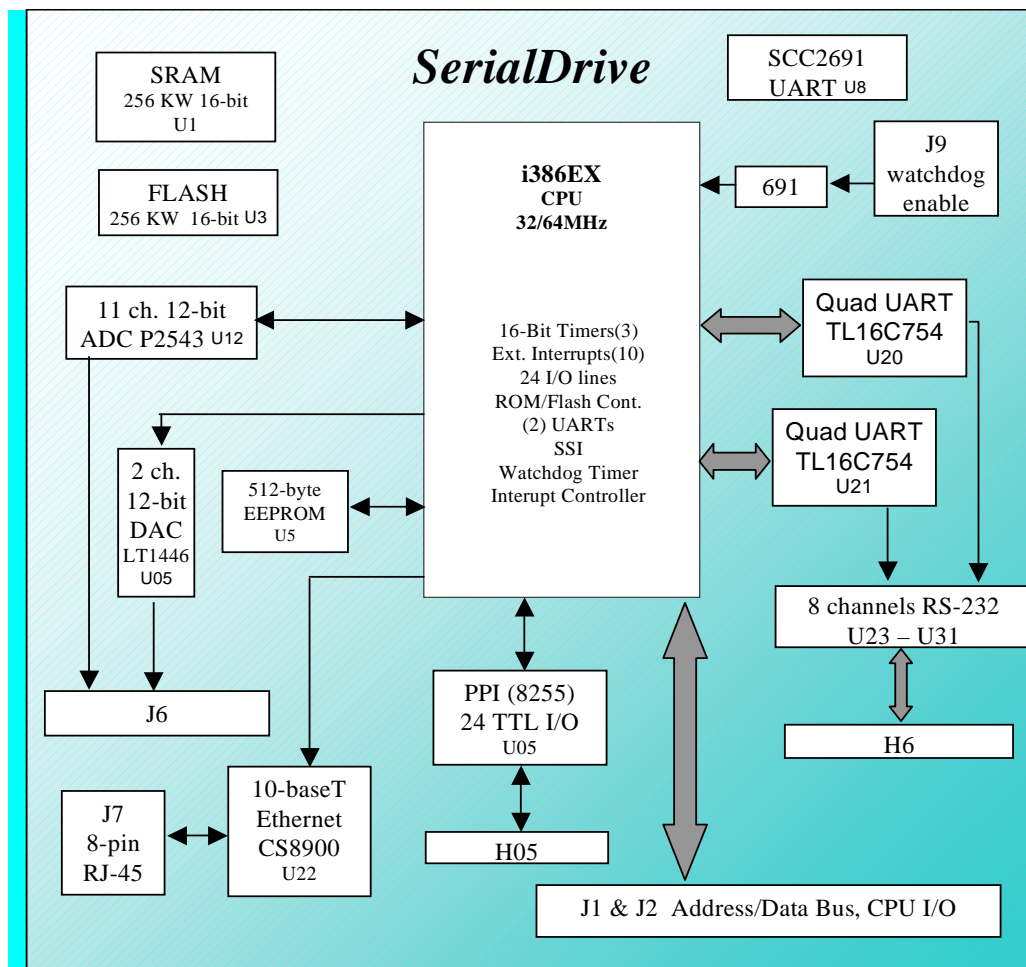 SerialDrive
SRAM
256 KW 16-bit
U1
SCC2691
UART U8
FLASH
256 KW 16-bit U3
i386EX
CPU
32/64MHz
691
J9
watchdog
enable
11 ch. 12-bit
ADC P2543 U12
16-Bit Timers(3)
Ext. Interrupts(10)
24 I/O lines
ROM/Flash Cont.
(2) UARTs
SSI
Watchdog Timer
Interupt Controller
Quad UART
TL16C754
U20
Quad UART
TL16C754
U21
2 ch.
12-bit
DAC
LT1446
U05
512-byte
EEPROM
U5
8 channels RS-232
U23 – U31
J6
PPI (8255)
24 TTL I/O
U05
H6
J7
8-pin
RJ-45
10-baseT
Ethernet
CS8900
U22
H05
J1 & J2 Address/Data Bus, CPU I/O